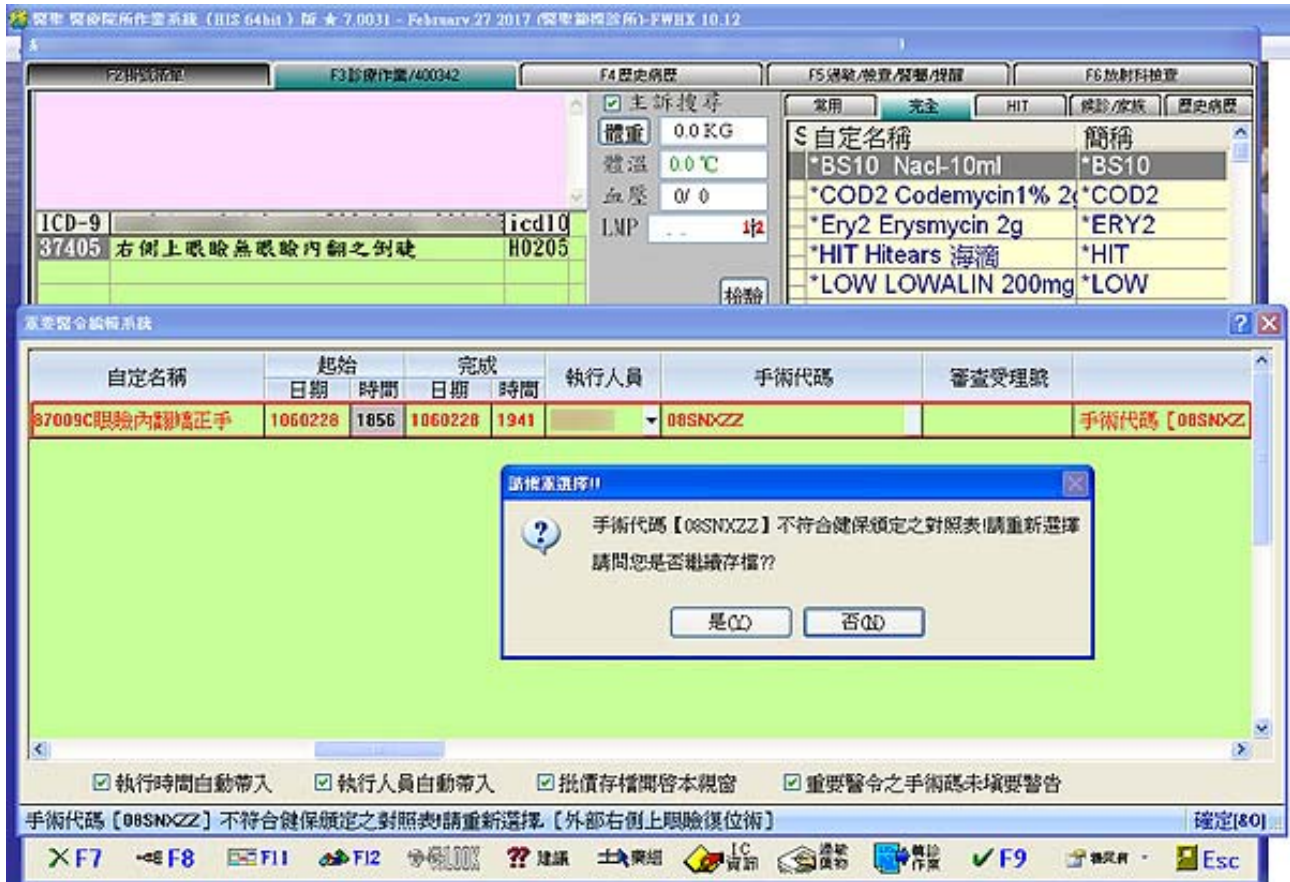 醫聖 醫療院所作業系統 (HIS 64bit) 版 ★ 7.0031 - February 27 2017 (醫聖範標診所)-FWHX 10.12
F2掛號清單 F3診療作業/400342 F4歷史病歷 F5過敏/檢查/醫囑/提醒 F6放射科檢查
主訴搜尋
體重 0.0 KG
體溫 0.0 ℃
血壓 0/ 0
LMP . . 1|2
檢驗
常用 完全 HIT 候診/家族 歷史病歷
S 自定名稱 簡稱
*BS10 Nacl-10ml *BS10
*COD2 Codemycin1% 2g *COD2
*Ery2 Erysmycin 2g *ERY2
*HIT Hitears 海滴 *HIT
*LOW LOWALIN 200mg *LOW
ICD-9 icd10
37405 右側上眼瞼無眼瞼內翻之倒睫 H0205
重要醫令編輯系統
自定名稱 起始 完成 執行人員 手術代碼 審查受理號
日期 時間 日期 時間
87009C眼瞼內翻矯正手 1060228 1856 1060228 1941 08SNXZZ 手術代碼【08SNXZ
請慎重選擇!!
手術代碼【08SNXZZ】不符合健保頒定之對照表!請重新選擇
請問您是否繼續存檔??
是(Y) 否(N)
執行時間自動帶入 執行人員自動帶入 批價存檔開啓本視窗 重要醫令之手術碼未填要警告
手術代碼【08SNXZZ】不符合健保頒定之對照表!請重新選擇.【外部右側上眼瞼復位術】 確定[80]
F7 F8 F11 F12 ?? 建議 IC資訊 F9 Esc